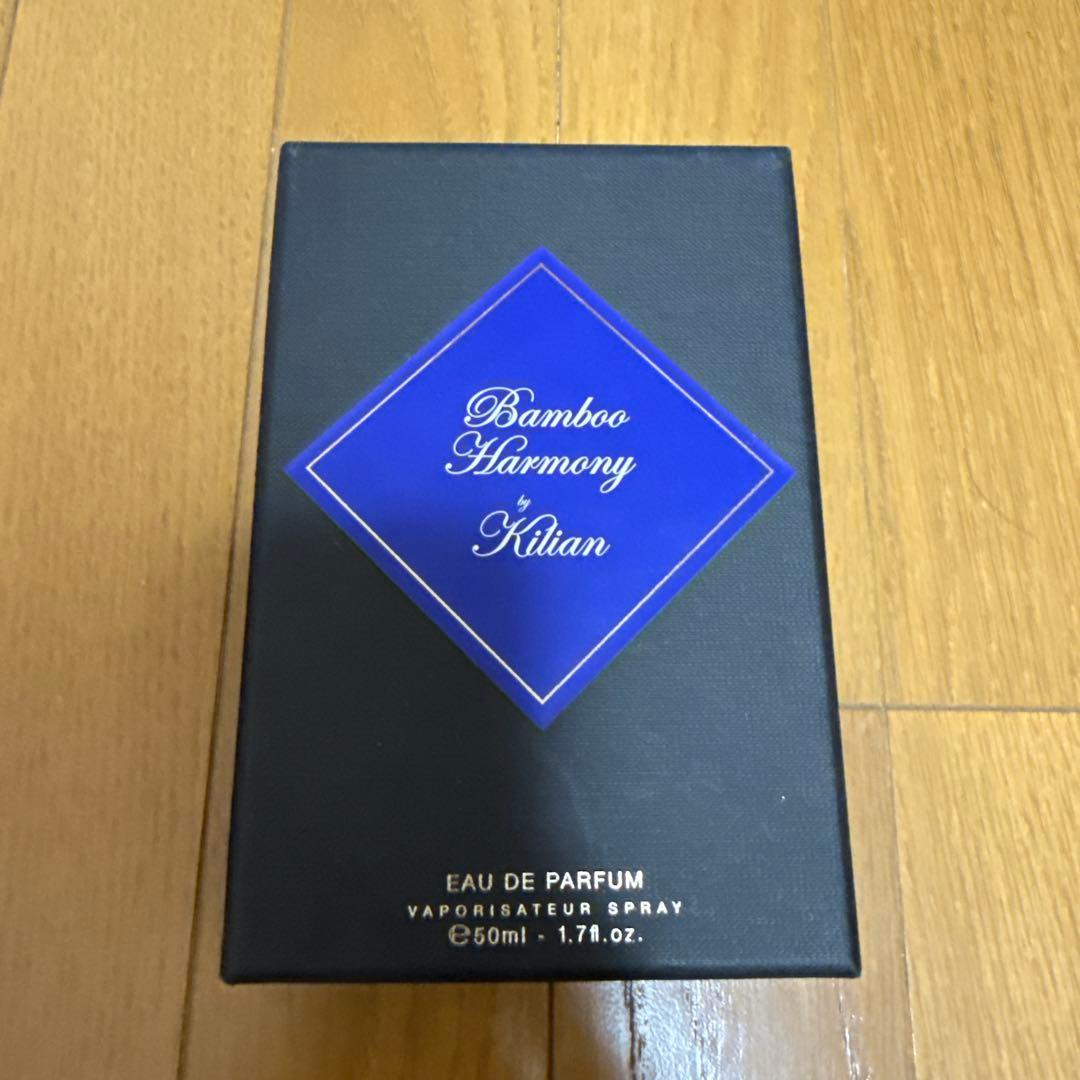 Bamboo
Harmony
by
Kilian
EAU DE PARFUM
VAPORISATEUR SPRAY
℮50ml - 1.7fl.oz.